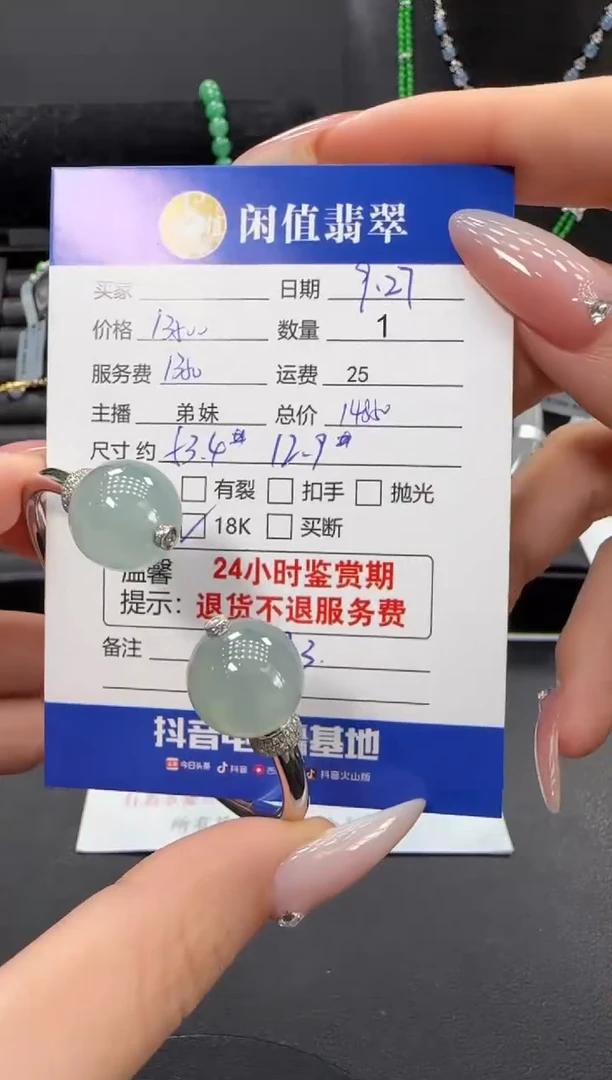 闲值翡翠
买家 日期 9.27
价格 13500 数量 1
服务费 1350 运费 25
主播 弟妹 总价
尺寸 约 13.4 12.9
有裂 扣手 抛光
18K 买断
温馨 24小时鉴赏期
提示: 退货不退服务费
备注 3.
抖音电 基地
今日头条 抖音 西 抖音火山版